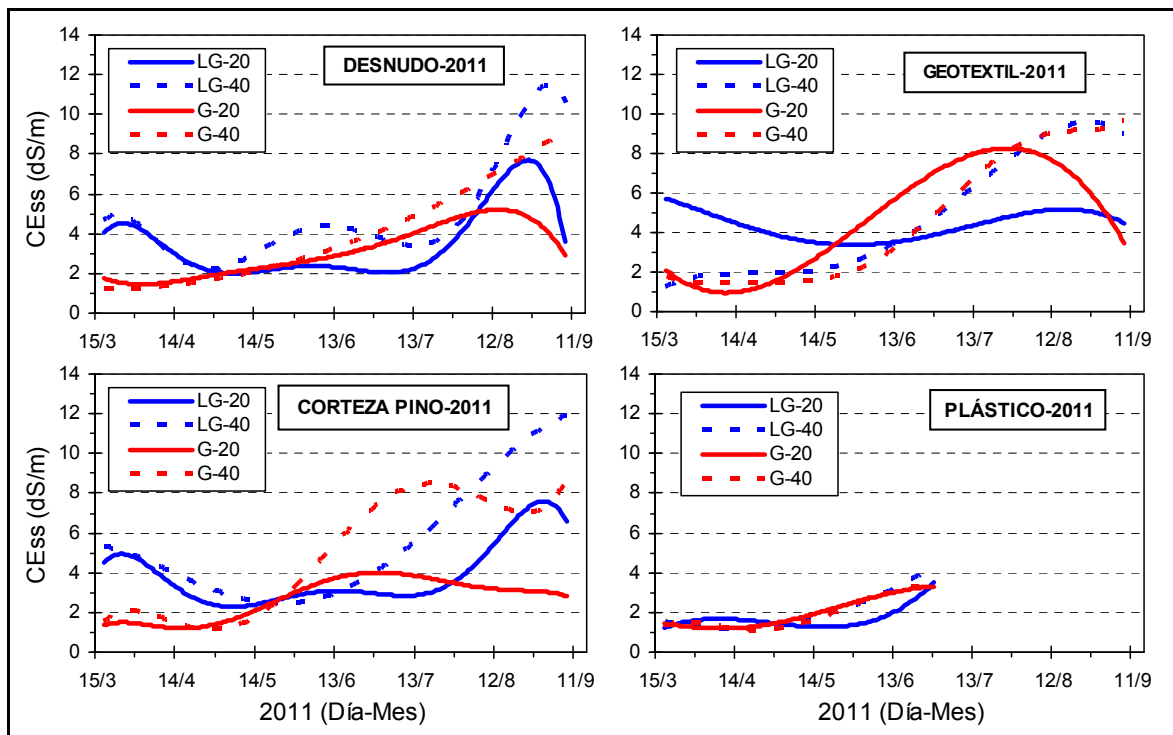 DESNUDO-2011
LG-20
LG-40
G-20
G-40
CEss (dS/m)
14
12
10
8
6
4
2
0
15/3 14/4 14/5 13/6 13/7 12/8 11/9
GEOTEXTIL-2011
LG-20
LG-40
G-20
G-40
14
12
10
8
6
4
2
0
15/3 14/4 14/5 13/6 13/7 12/8 11/9
CORTEZA PINO-2011
LG-20
LG-40
G-20
G-40
CEss (dS/m)
14
12
10
8
6
4
2
0
15/3 14/4 14/5 13/6 13/7 12/8 11/9
2011 (Día-Mes)
PLÁSTICO-2011
LG-20
LG-40
G-20
G-40
14
12
10
8
6
4
2
0
15/3 14/4 14/5 13/6 13/7 12/8 11/9
2011 (Día-Mes)